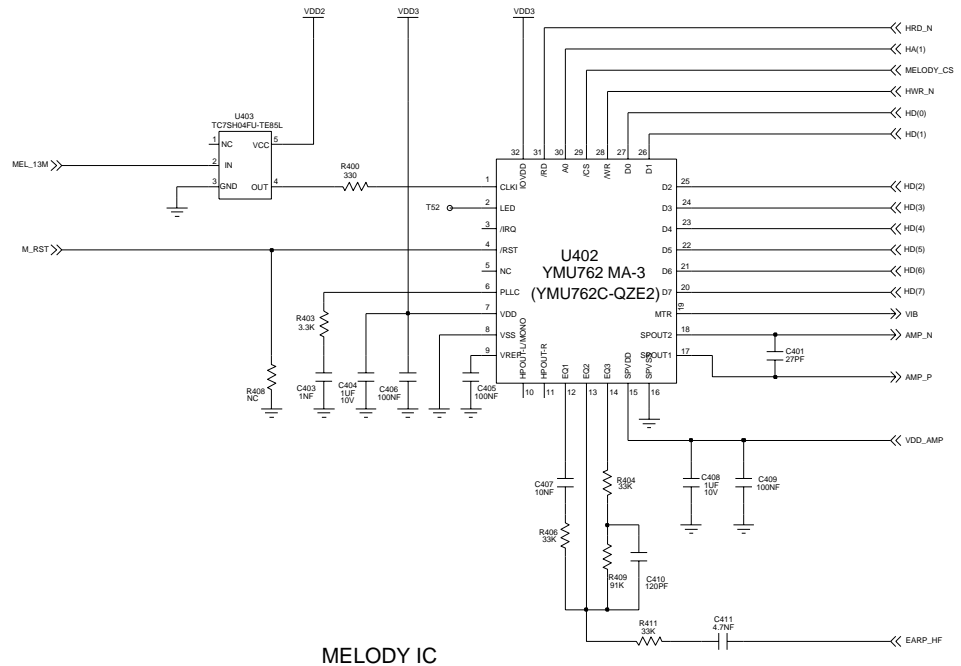 VDD2
VDD3
VDD3
HRD_N
HA(1)
MELODY_CS
HWR_N
HD(0)
HD(1)
U403
TC7SH04FU-TE85L
1 NC VCC 5
2 IN
3 GND OUT 4
MEL_13M
R400
330
32 31 30 29 28 27 26
IOVDD /RD A0 /CS /WR D0 D1
1 CLKI
2 LED
T52
3 /IRQ
4 /RST
M_RST
5 NC
6 PLLC
7 VDD
8 VSS
9 VREF
U402
YMU762 MA-3
(YMU762C-QZE2)
D2 25 HD(2)
D3 24 HD(3)
D4 23 HD(4)
D5 22 HD(5)
D6 21 HD(6)
D7 20 HD(7)
MTR 19 VIB
SPOUT2 18 AMP_N
SPOUT1 17
C401
27PF
AMP_P
HPOUT-L/MONO HPOUT-R EQ1 EQ2 EQ3 SPVDD SPVSS
10 11 12 13 14 15 16
R403
3.3K
R408
NC
C403
1NF
C404
1UF
10V
C406
100NF
C405
100NF
VDD_AMP
C407
10NF
R404
33K
C408
1UF
10V
C409
100NF
R406
33K
R409
91K
C410
120PF
R411
33K
C411
4.7NF
EARP_HF
MELODY IC